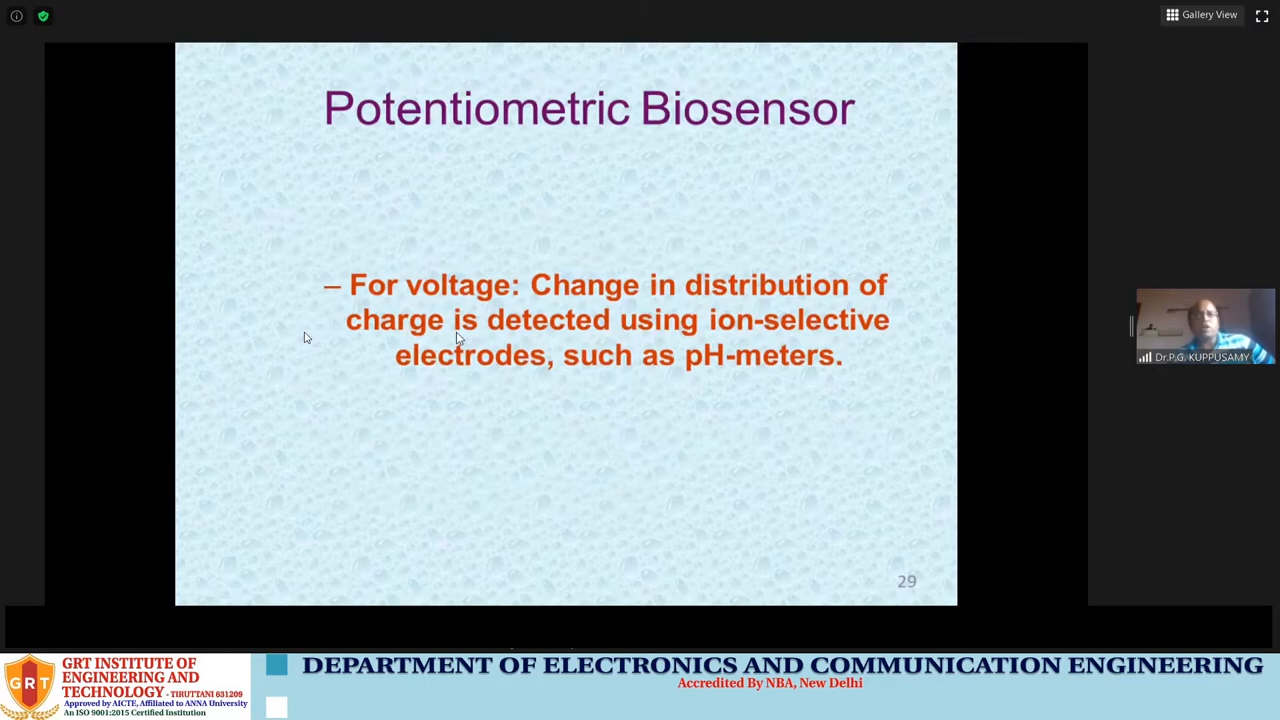 Gallery View
Potentiometric Biosensor
– For voltage: Change in distribution of
charge is detected using ion-selective
electrodes, such as pH-meters.
Dr.P.G. KUPPUSAMY
29
GRT
GRT INSTITUTE OF
ENGINEERING AND
TECHNOLOGY - TIRUTTANI 631209
Approved by AICTE, Affiliated to ANNA University
An ISO 9001:2015 Certified Institution
DEPARTMENT OF ELECTRONICS AND COMMUNICATION ENGINEERING
Accredited By NBA, New Delhi